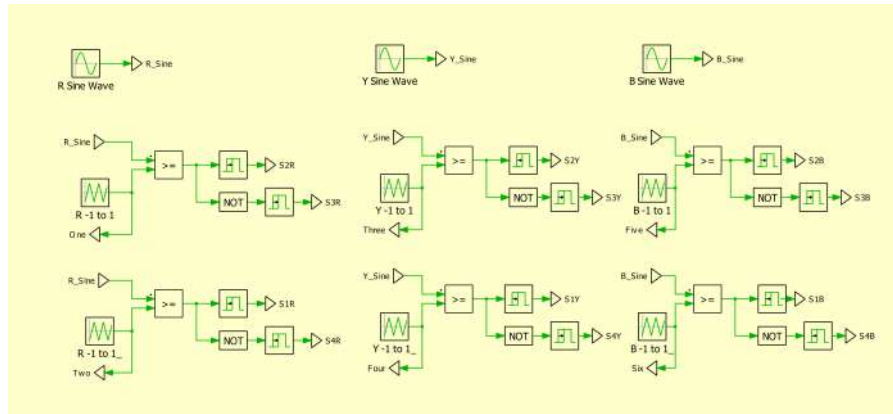 R_Sine
Y_Sine
B_Sine
R Sine Wave
Y Sine Wave
B Sine Wave
R_Sine
>=
S2R
R -1 to 1
NOT
S3R
One
Y_Sine
>=
S2Y
Y -1 to 1
NOT
S3Y
Three
B_Sine
>=
S2B
B -1 to 1
NOT
S3B
Five
R_Sine
>=
S1R
R -1 to 1_
NOT
S4R
Two
Y_Sine
>=
S1Y
Y -1 to 1_
NOT
S4Y
Four
B_Sine
>=
S1B
B -1 to 1_
NOT
S4B
Six